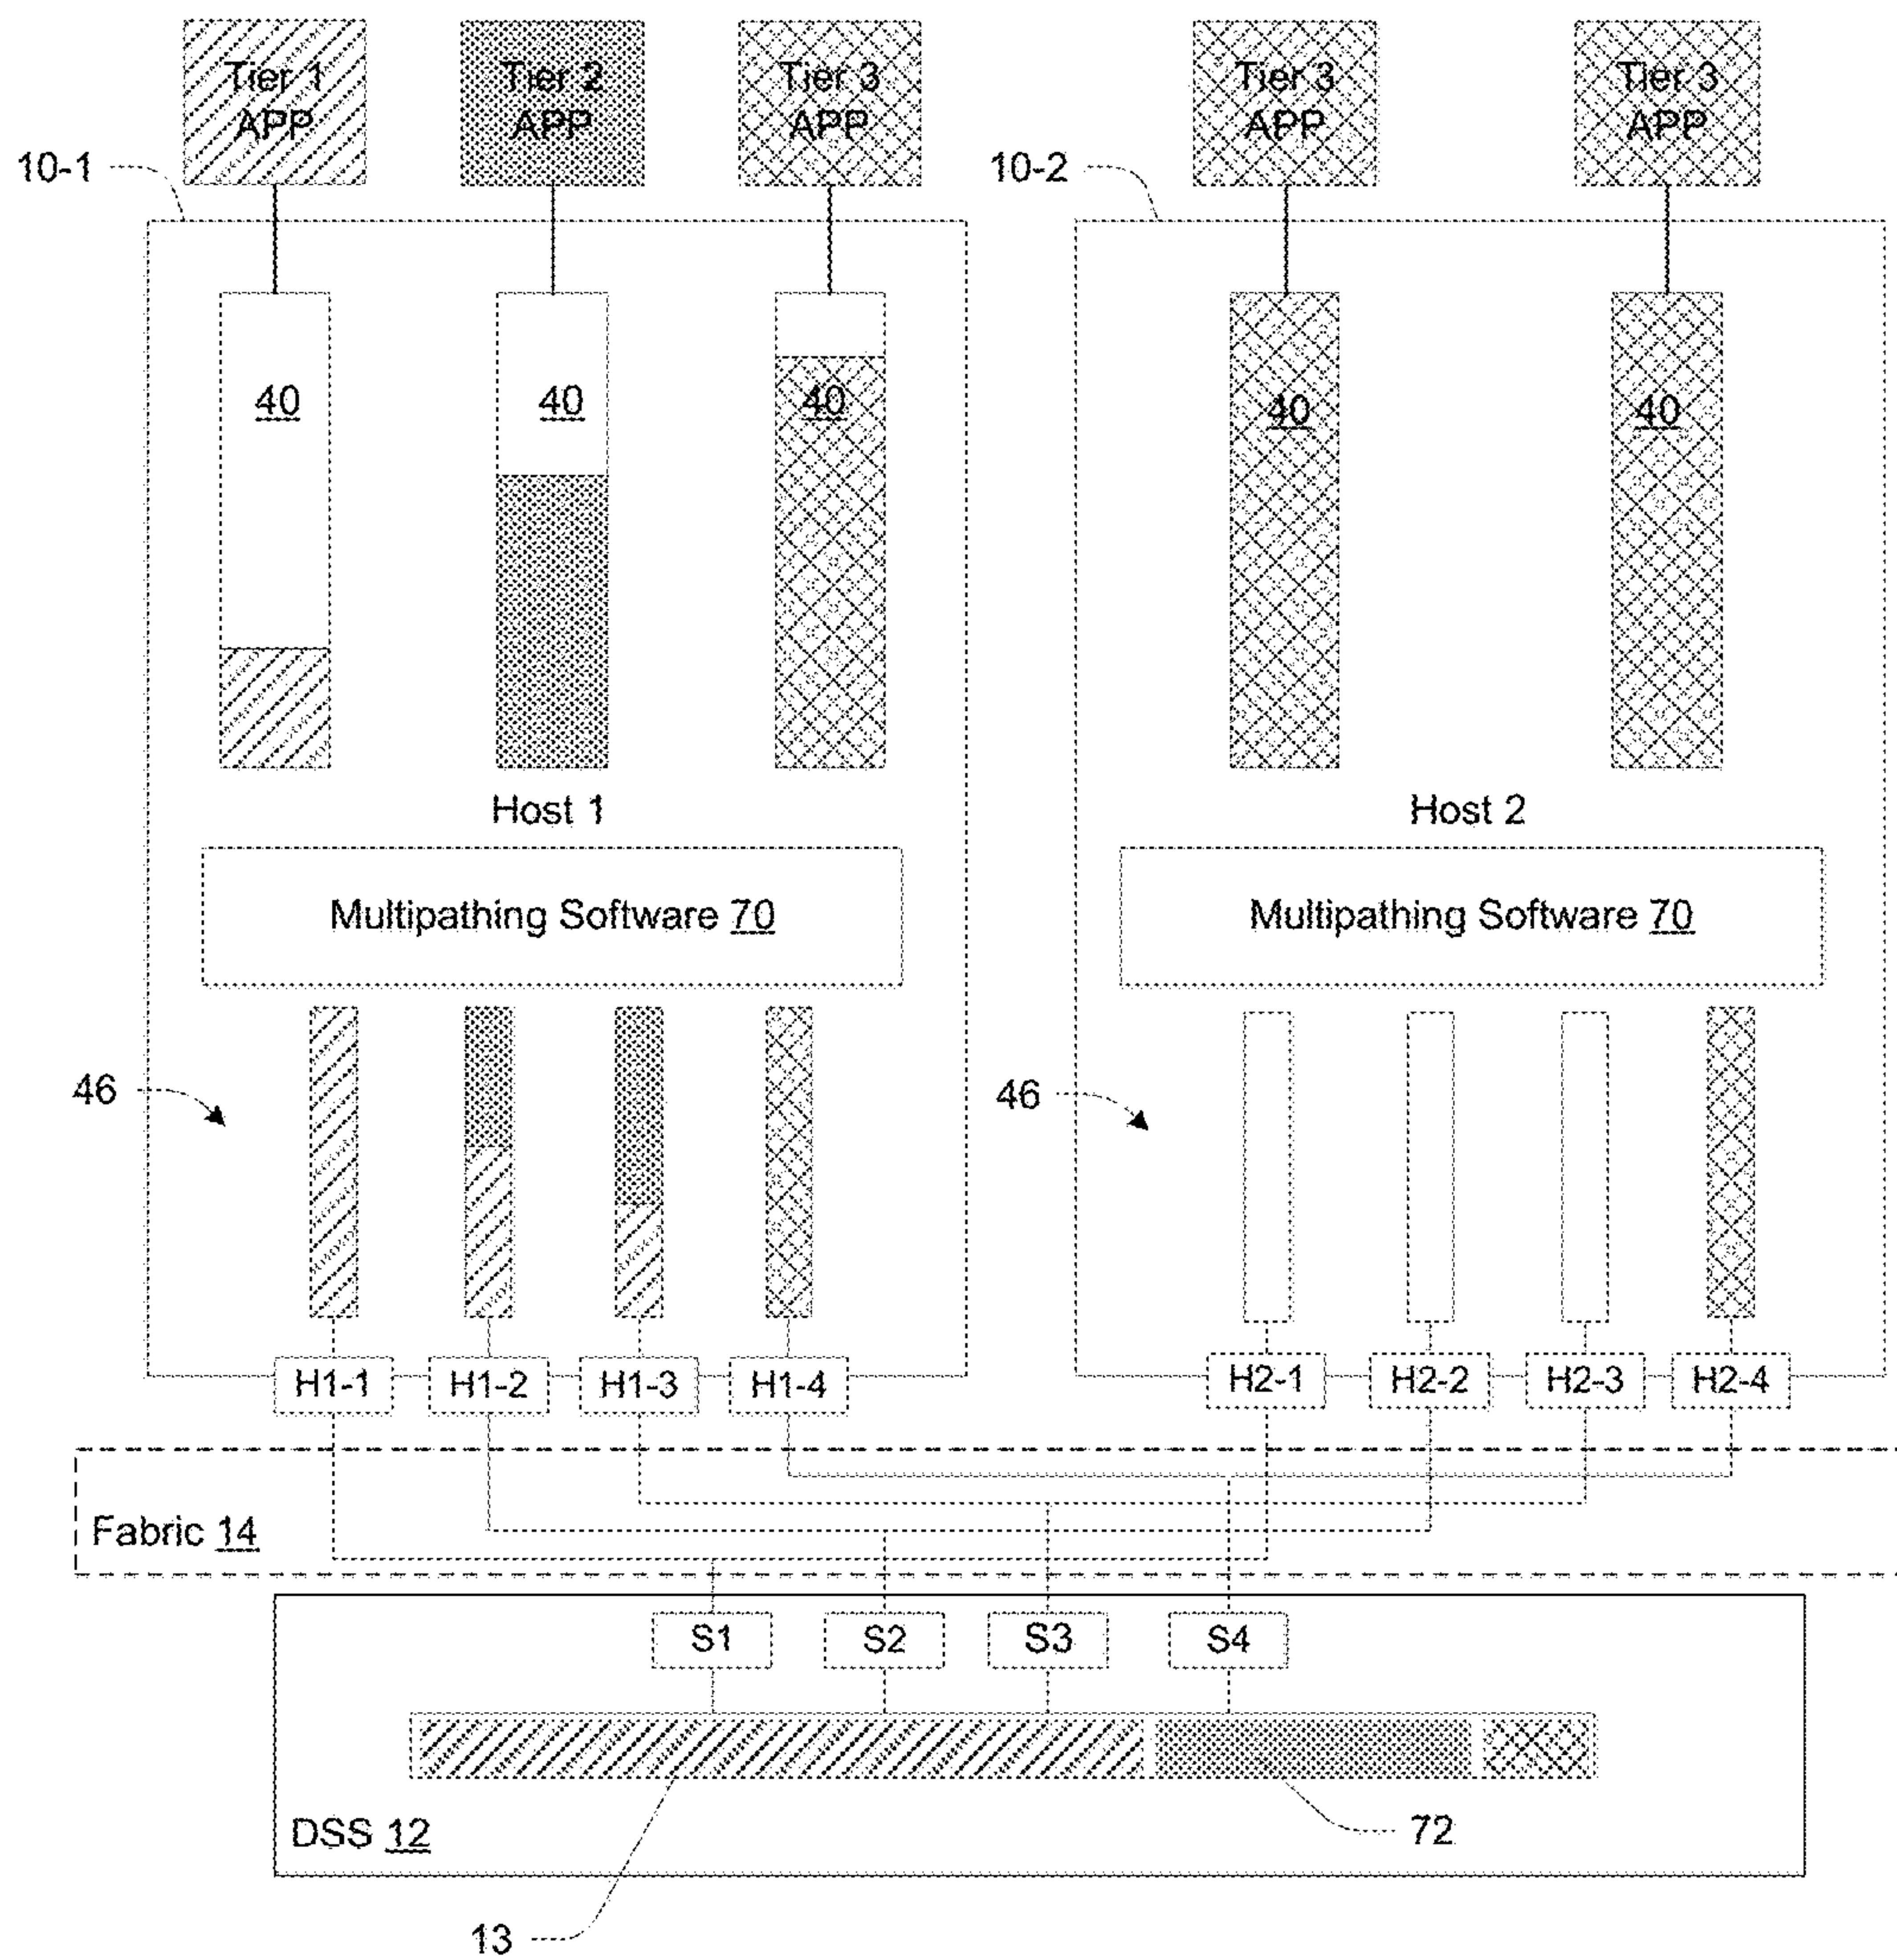 Tier 1
APP
Tier 2
APP
Tier 3
APP
Tier 3
APP
Tier 3
APP
10-1
10-2
40
40
40
40
40
Host 1
Host 2
Multipathing Software 70
Multipathing Software 70
46
46
H1-1
H1-2
H1-3
H1-4
H2-1
H2-2
H2-3
H2-4
Fabric 14
S1
S2
S3
S4
72
DSS 12
13